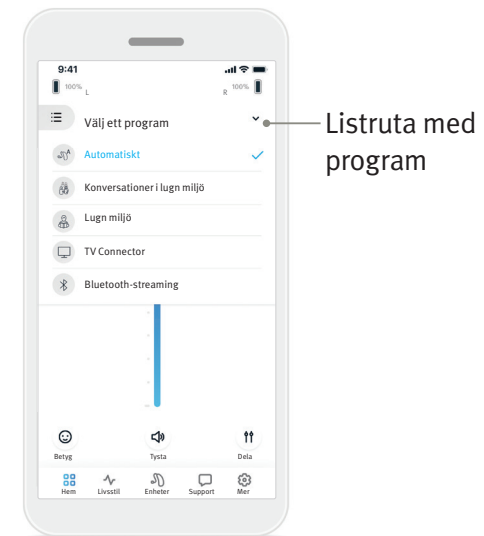 9:41
100% L
R 100%
Välj ett program
Automatiskt
Konversationer i lugn miljö
Lugn miljö
TV Connector
Bluetooth-streaming
Betyg Tysta Dela
Hem Livsstil Enheter Support Mer
Listruta med
program